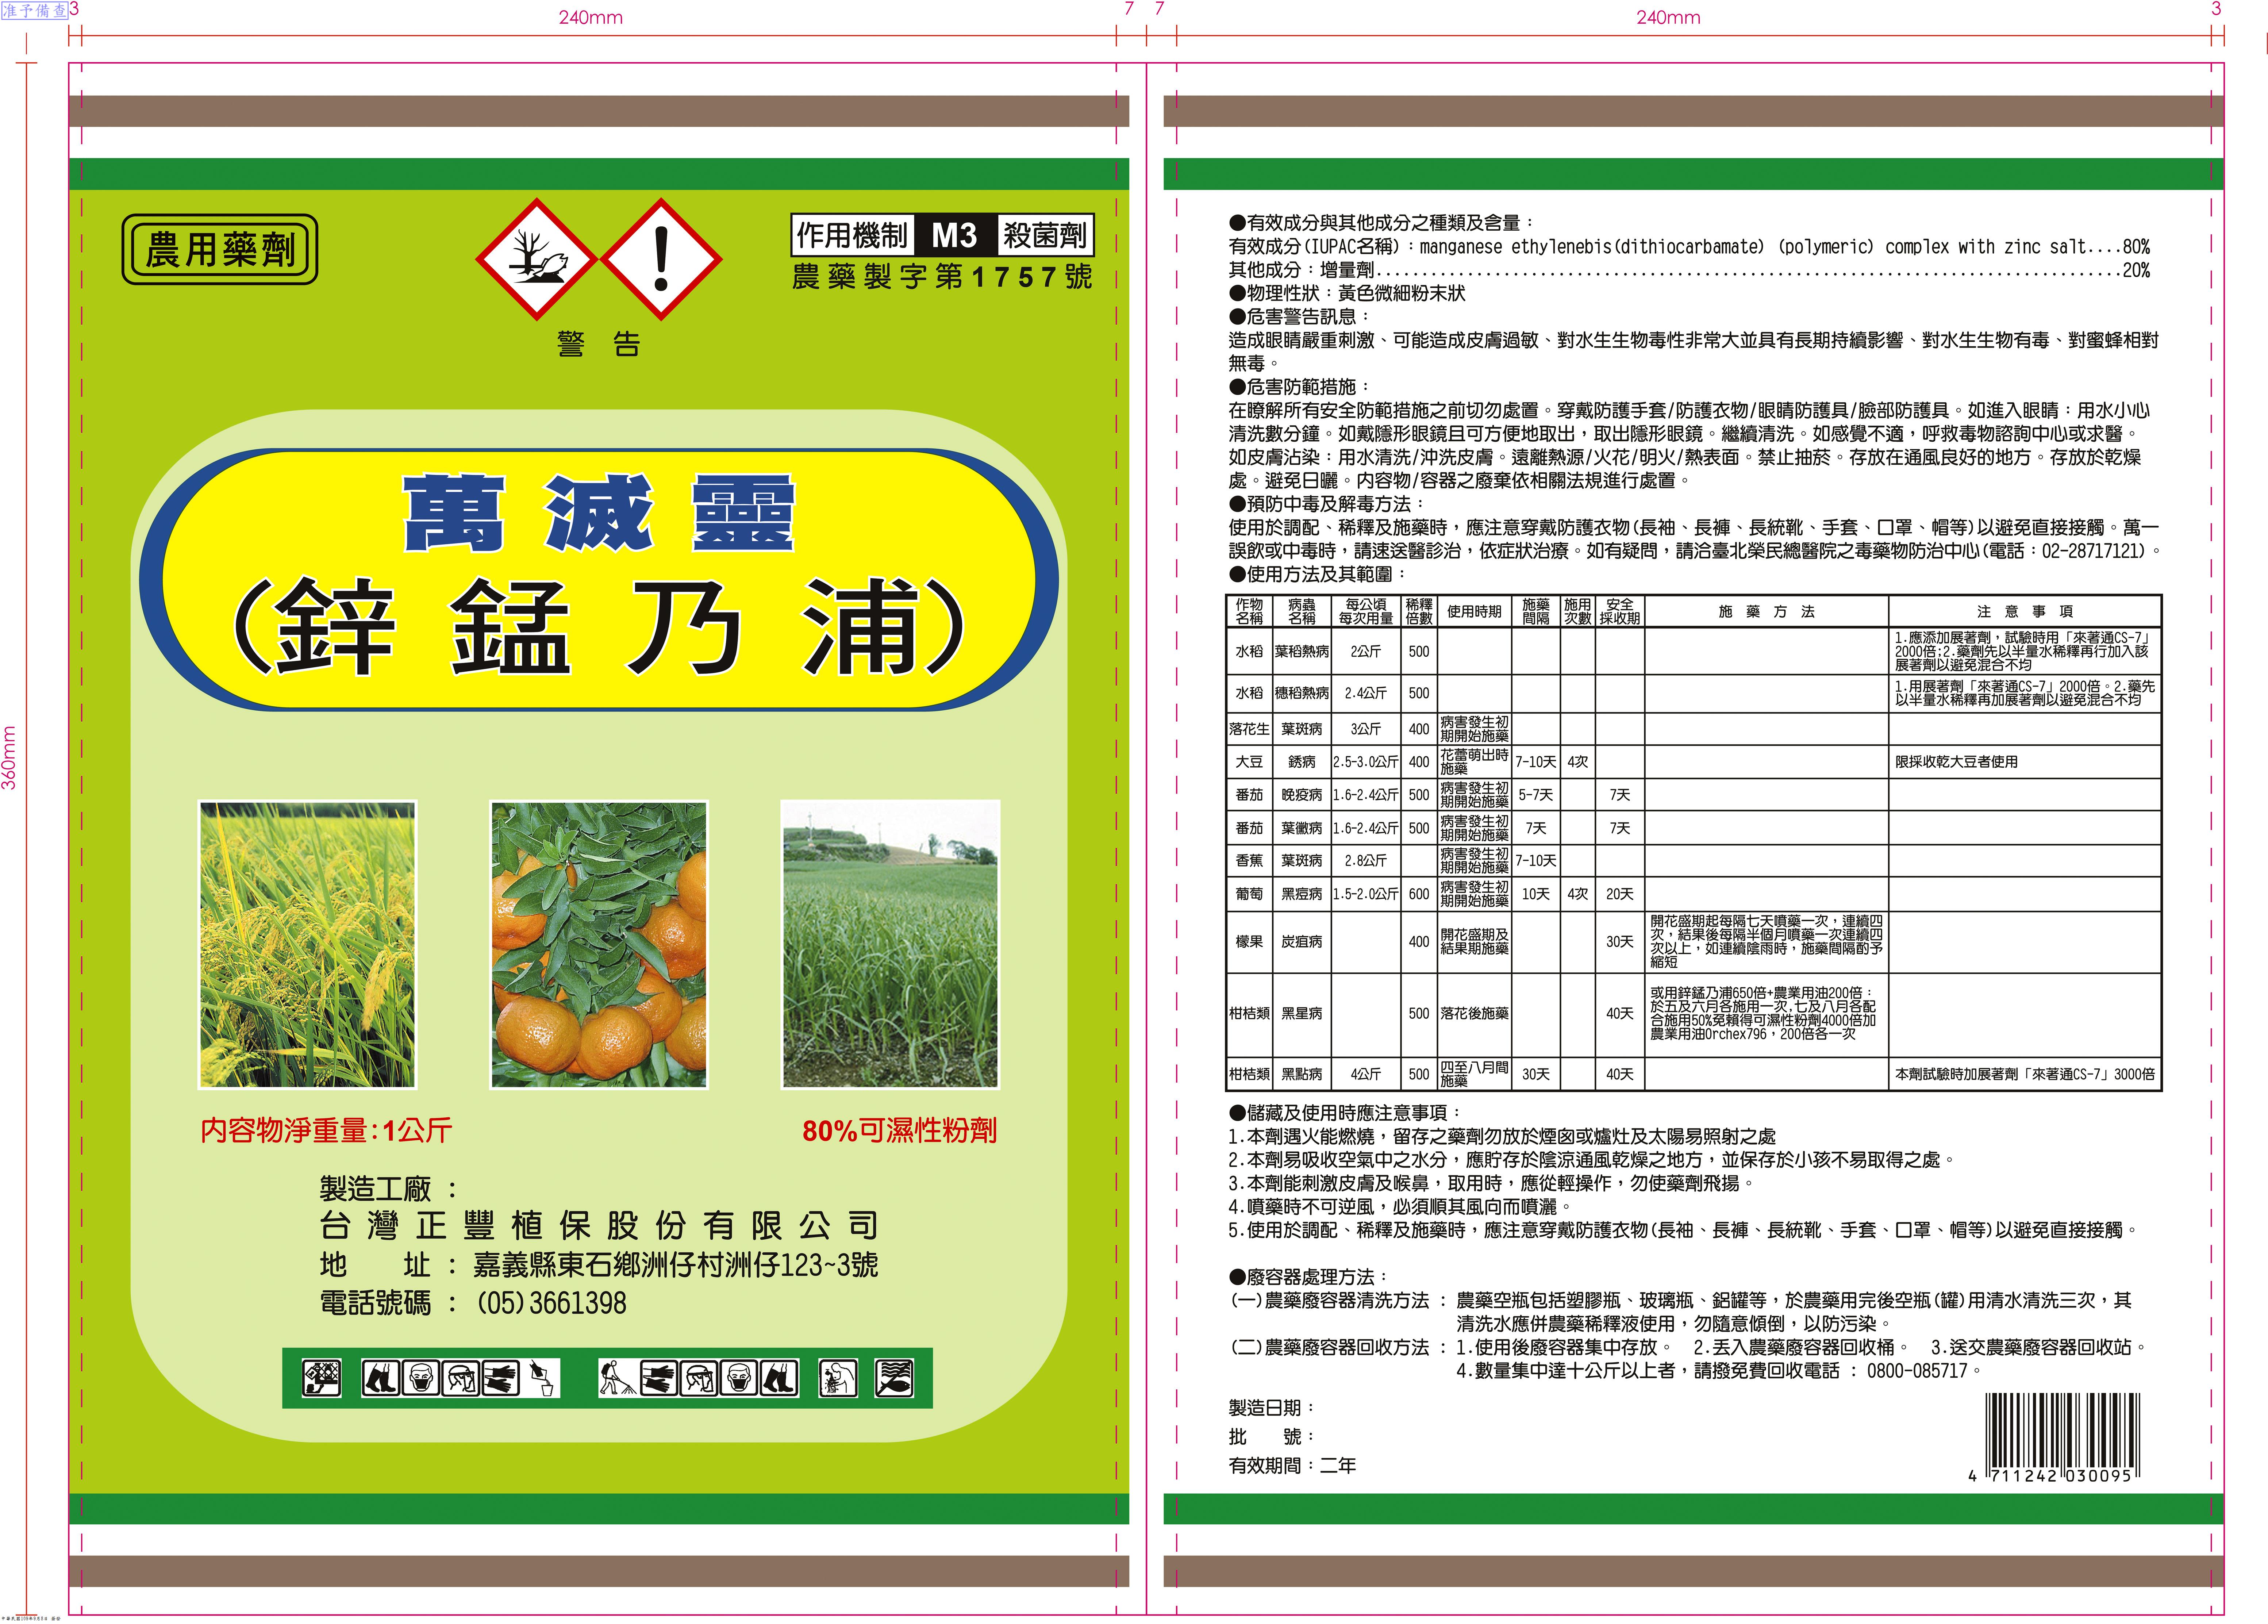 准予備查
3
240mm
7
7
240mm
3
360mm
農用藥劑
作用機制 M3 殺菌劑
農藥製字第1757號
警告
萬滅靈
(鋅錳乃浦)
內容物淨重量:1公斤
80%可濕性粉劑
製造工廠：
台灣正豐植保股份有限公司
地　址：嘉義縣東石鄉洲仔村洲仔123~3號
電話號碼：(05)3661398
●有效成分與其他成分之種類及含量：
有效成分(IUPAC名稱)：manganese ethylenebis(dithiocarbamate) (polymeric) complex with zinc salt....80%
其他成分：增量劑................................................................................20%
●物理性狀：黃色微細粉末狀
●危害警告訊息：
造成眼睛嚴重刺激、可能造成皮膚過敏、對水生生物毒性非常大並具有長期持續影響、對水生生物有毒、對蜜蜂相對
無毒。
●危害防範措施：
在瞭解所有安全防範措施之前切勿處置。穿戴防護手套/防護衣物/眼睛防護具/臉部防護具。如進入眼睛：用水小心
清洗數分鐘。如戴隱形眼鏡且可方便地取出，取出隱形眼鏡。繼續清洗。如感覺不適，呼救毒物諮詢中心或求醫。
如皮膚沾染：用水清洗/沖洗皮膚。遠離熱源/火花/明火/熱表面。禁止抽菸。存放在通風良好的地方。存放於乾燥
處。避免日曬。內容物/容器之廢棄依相關法規進行處置。
●預防中毒及解毒方法：
使用於調配、稀釋及施藥時，應注意穿戴防護衣物(長袖、長褲、長統靴、手套、口罩、帽等)以避免直接接觸。萬一
誤飲或中毒時，請速送醫診治，依症狀治療。如有疑問，請洽臺北榮民總醫院之毒藥物防治中心(電話：02-28717121)。
●使用方法及其範圍：
作物名稱 病蟲名稱 每公頃每次用量 稀釋倍數 使用時期 施藥間隔 施用次數 安全採收期 施藥方法 注意事項
水稻 葉稻熱病 2公斤 500 1.應添加展著劑，試驗時用「來著通CS-7」
2000倍;2.藥劑先以半量水稀釋再行加入該
展著劑以避免混合不均
水稻 穗稻熱病 2.4公斤 500 1.用展著劑「來著通CS-7」2000倍。2.藥先
以半量水稀釋再加展著劑以避免混合不均
落花生 葉斑病 3公斤 400 病害發生初期開始施藥
大豆 銹病 2.5-3.0公斤 400 花蕾萌出時施藥 7-10天 4次 限採收乾大豆者使用
番茄 晚疫病 1.6-2.4公斤 500 病害發生初期開始施藥 5-7天 7天
番茄 葉黴病 1.6-2.4公斤 500 病害發生初期開始施藥 7天 7天
香蕉 葉斑病 2.8公斤 病害發生初期開始施藥 7-10天
葡萄 黑痘病 1.5-2.0公斤 600 病害發生初期開始施藥 10天 4次 20天
檬果 炭疽病 400 開花盛期及結果期施藥 30天 開花盛期起每隔七天噴藥一次，連續四
次，結果後每隔半個月噴藥一次連續四
次以上，如連續陰雨時，施藥間隔酌予
縮短
柑桔類 黑星病 500 落花後施藥 40天 或用鋅錳乃浦650倍+農業用油200倍：
於五及六月各施用一次,七及八月各配
合施用50%免賴得可濕性粉劑4000倍加
農業用油Orchex796，200倍各一次
柑桔類 黑點病 4公斤 500 四至八月間施藥 30天 40天 本劑試驗時加展著劑「來著通CS-7」3000倍
●儲藏及使用時應注意事項：
1.本劑遇火能燃燒，留存之藥劑勿放於煙囪或爐灶及太陽易照射之處
2.本劑易吸收空氣中之水分，應貯存於陰涼通風乾燥之地方，並保存於小孩不易取得之處。
3.本劑能刺激皮膚及喉鼻，取用時，應從輕操作，勿使藥劑飛揚。
4.噴藥時不可逆風，必須順其風向而噴灑。
5.使用於調配、稀釋及施藥時，應注意穿戴防護衣物(長袖、長褲、長統靴、手套、口罩、帽等)以避免直接接觸。
●廢容器處理方法：
(一)農藥廢容器清洗方法：農藥空瓶包括塑膠瓶、玻璃瓶、鋁罐等，於農藥用完後空瓶(罐)用清水清洗三次，其
清洗水應併農藥稀釋液使用，勿隨意傾倒，以防污染。
(二)農藥廢容器回收方法：1.使用後廢容器集中存放。 2.丟入農藥廢容器回收桶。 3.送交農藥廢容器回收站。
4.數量集中達十公斤以上者，請撥免費回收電話：0800-085717。
製造日期：
批　號：
有效期間：二年
4 711242 030095